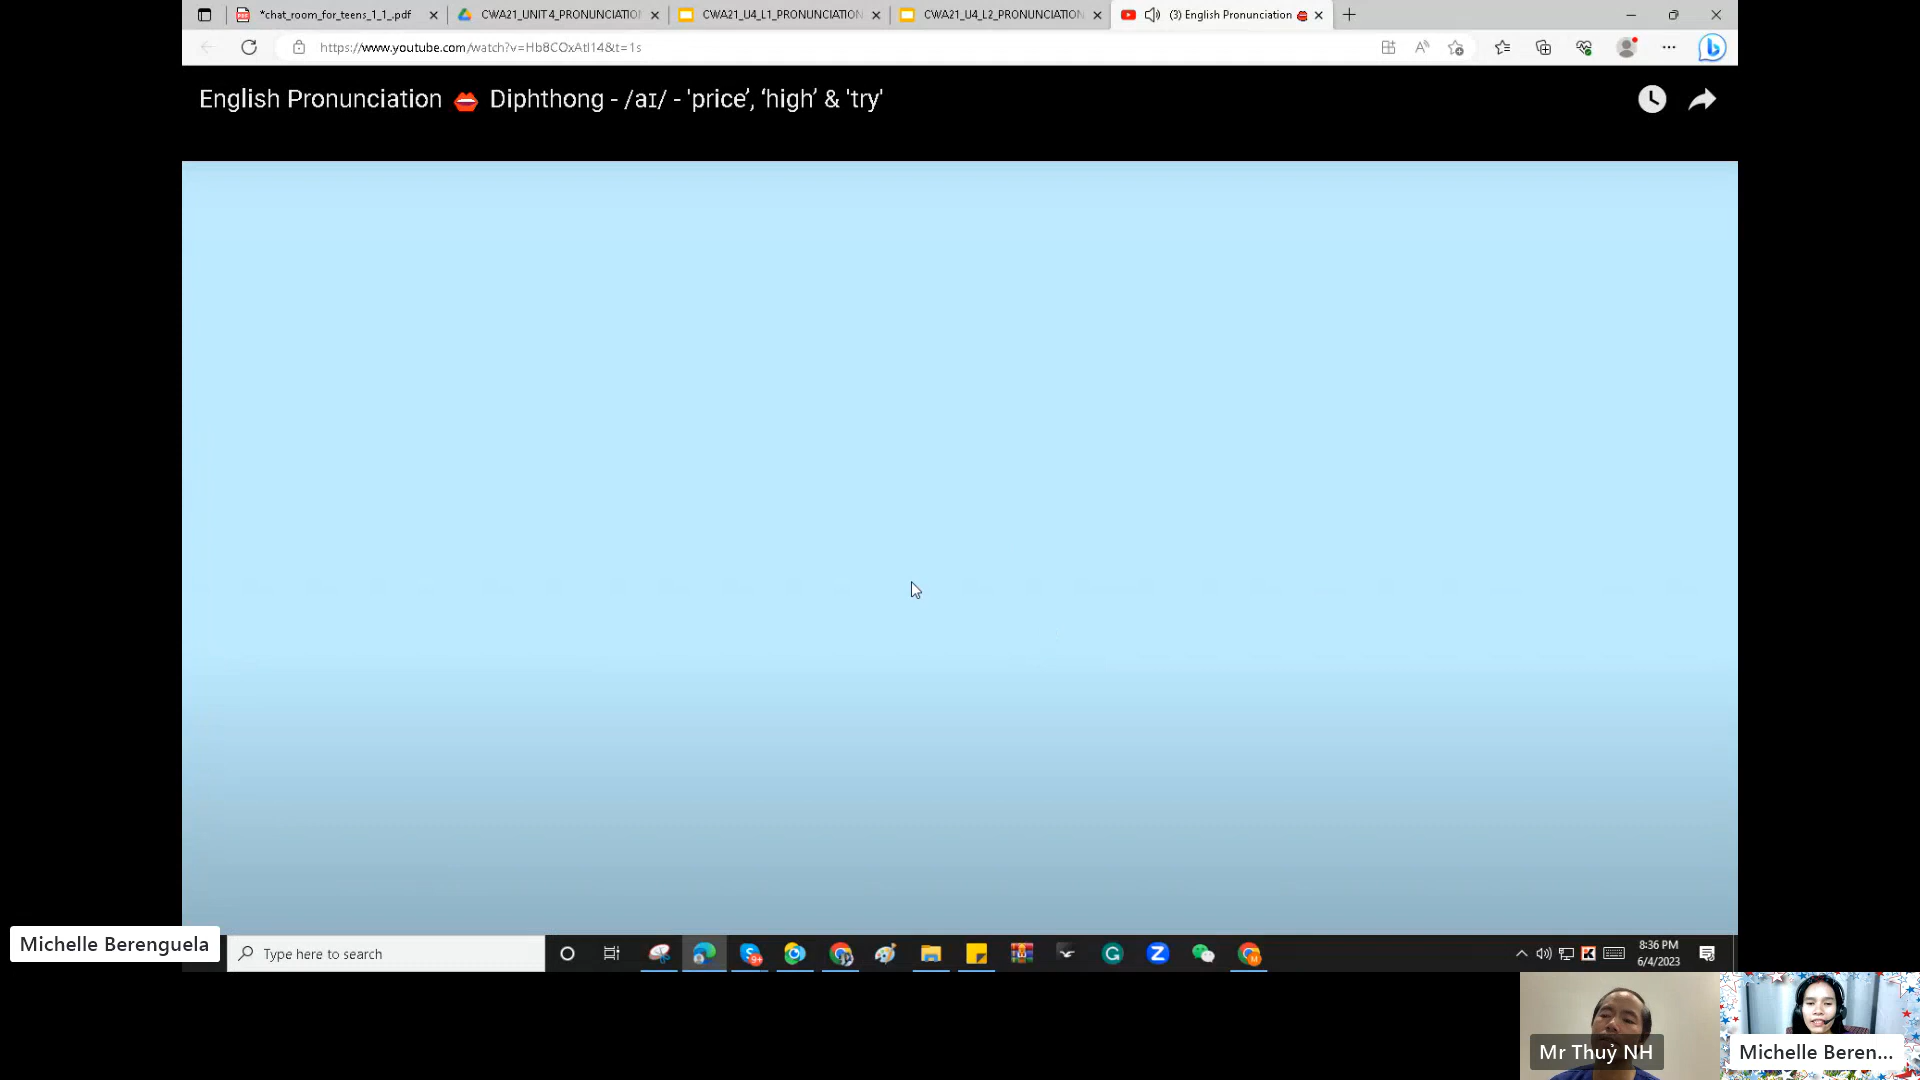 *chat_room_for_teens_1_1_.pdf
CWA21_UNIT 4_PRONUNCIATION
CWA21_U4_L1_PRONUNCIATION
CWA21_U4_L2_PRONUNCIATION
(3) English Pronunciation
https://www.youtube.com/watch?v=Hb8COxAtI14&t=1s
English Pronunciation 👄 Diphthong - /aɪ/ - 'price’, ‘high’ & 'try'
Michelle Berenguela
Type here to search
8:36 PM
6/4/2023
Mr Thuỷ NH
Michelle Beren...